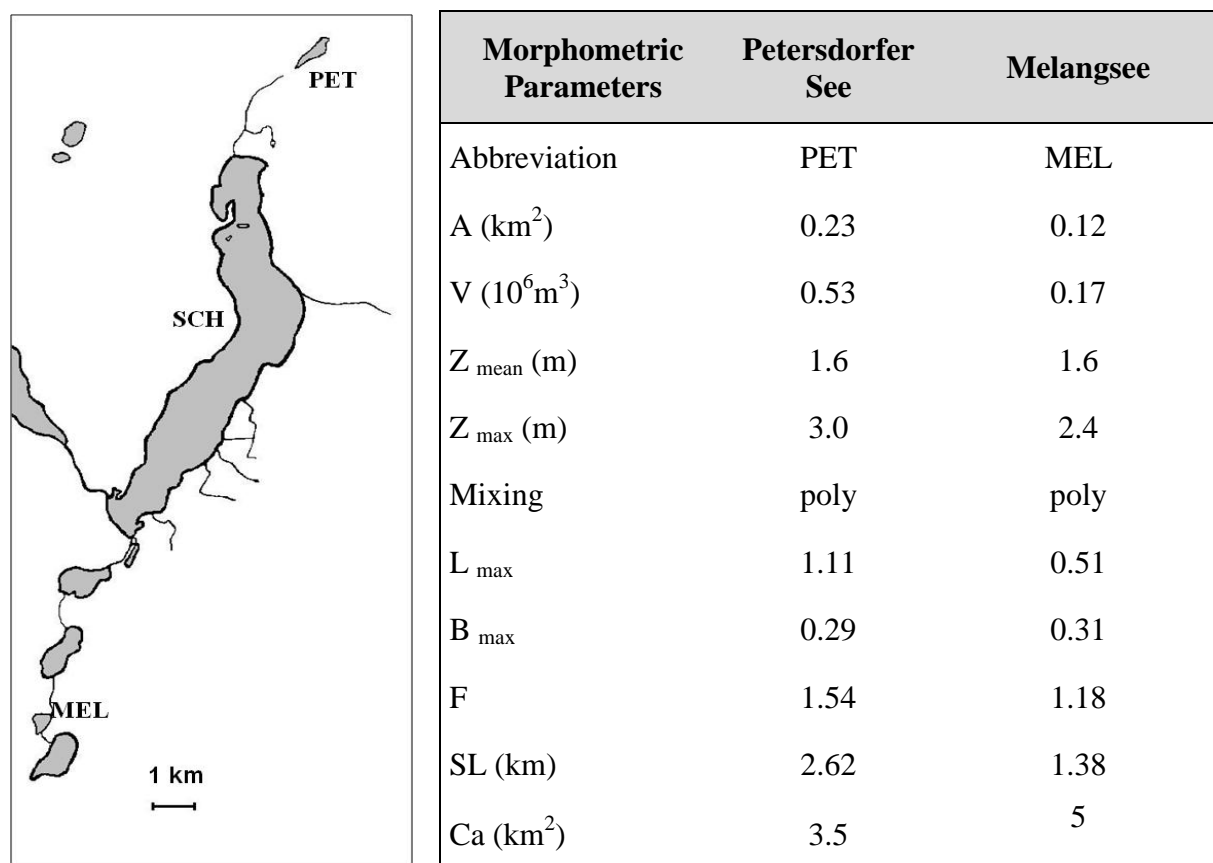 PET
SCH
MEL
1 km
Morphometric Parameters Petersdorfer See Melangsee
Abbreviation PET MEL
A (km²) 0.23 0.12
V (10⁶m³) 0.53 0.17
Z mean (m) 1.6 1.6
Z max (m) 3.0 2.4
Mixing poly poly
L max 1.11 0.51
B max 0.29 0.31
F 1.54 1.18
SL (km) 2.62 1.38
Ca (km²) 3.5 5